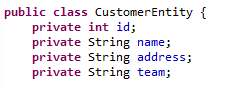 public class CustomerEntity {
    private int id;
    private String name;
    private String address;
    private String team;